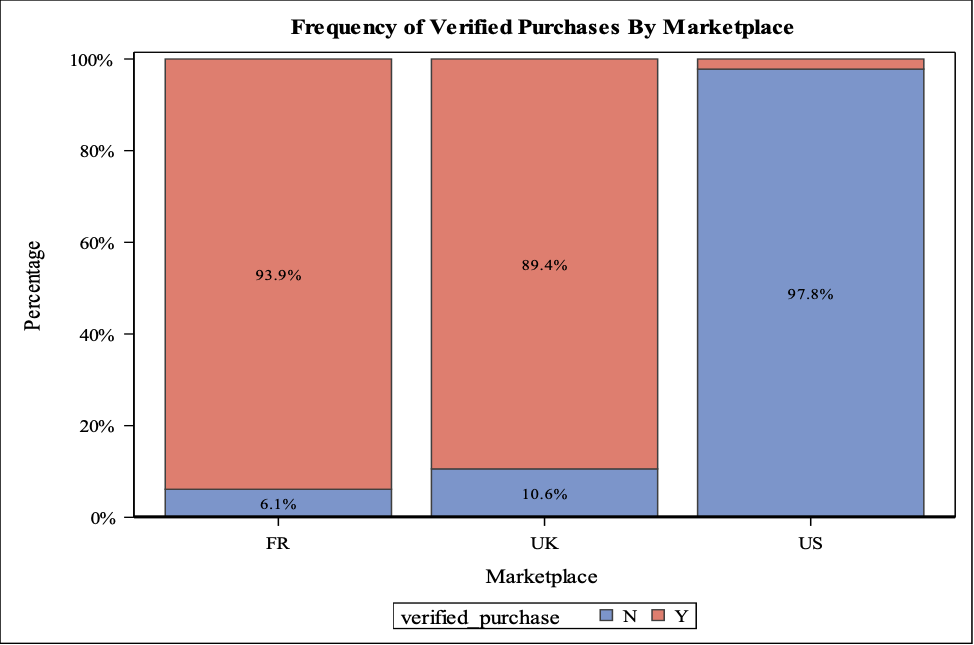 Frequency of Verified Purchases By Marketplace
100%
80%
60%
40%
20%
0%
Percentage
93.9%
6.1%
89.4%
10.6%
97.8%
FR UK US
Marketplace
verified_purchase N Y